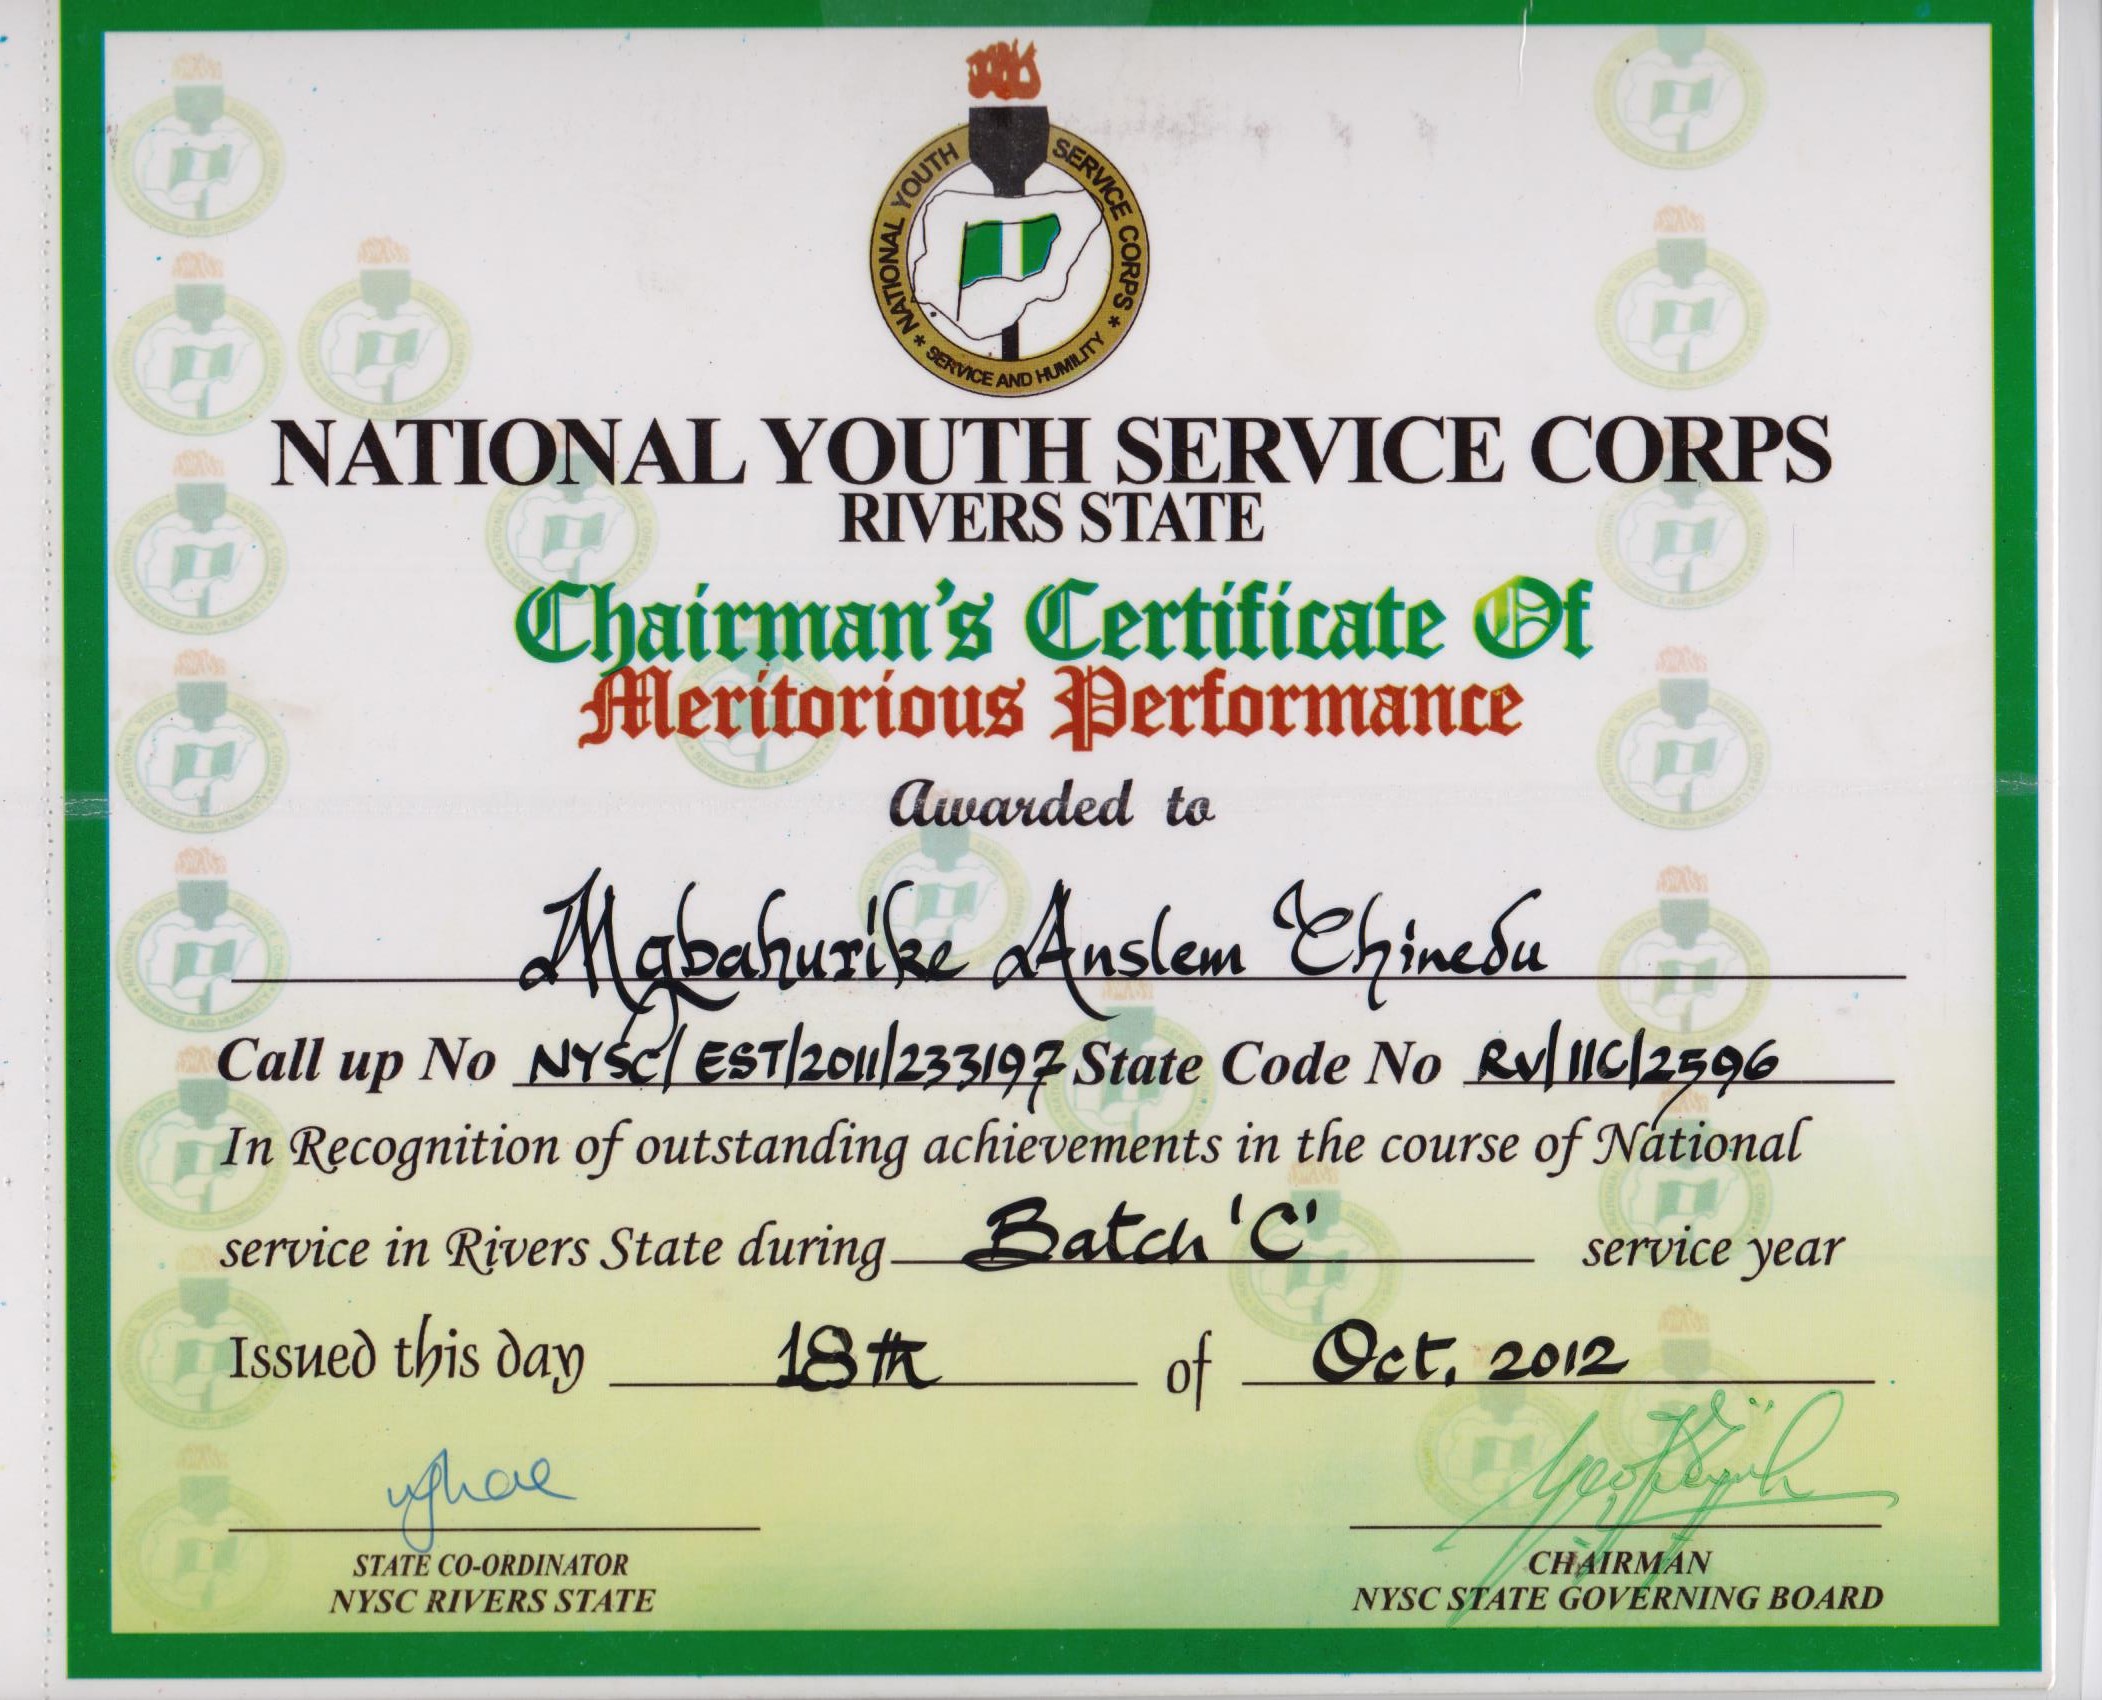 NATIONAL YOUTH SERVICE CORPS
* SERVICE AND HUMILITY *
NATIONAL YOUTH SERVICE CORPS
RIVERS STATE
Chairman's Certificate Of
Meritorious Performance
Awarded to
Mgbahurike Anslem Chinedu
Call up No NYSC/EST/2011/233197 State Code No RV/11C/2596
In Recognition of outstanding achievements in the course of National
service in Rivers State during Batch 'C' service year
Issued this day 18th of Oct. 2012
STATE CO-ORDINATOR CHAIRMAN
NYSC RIVERS STATE NYSC STATE GOVERNING BOARD